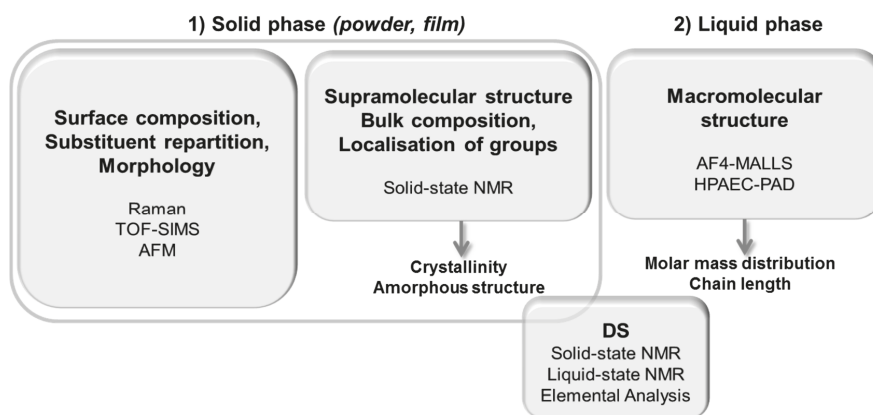 1) Solid phase (powder, film)
Surface composition,
Substituent repartition,
Morphology
Raman
TOF-SIMS
AFM
Supramolecular structure
Bulk composition,
Localisation of groups
Solid-state NMR
Crystallinity
Amorphous structure
2) Liquid phase
Macromolecular
structure
AF4-MALLS
HPAEC-PAD
Molar mass distribution
Chain length
DS
Solid-state NMR
Liquid-state NMR
Elemental Analysis